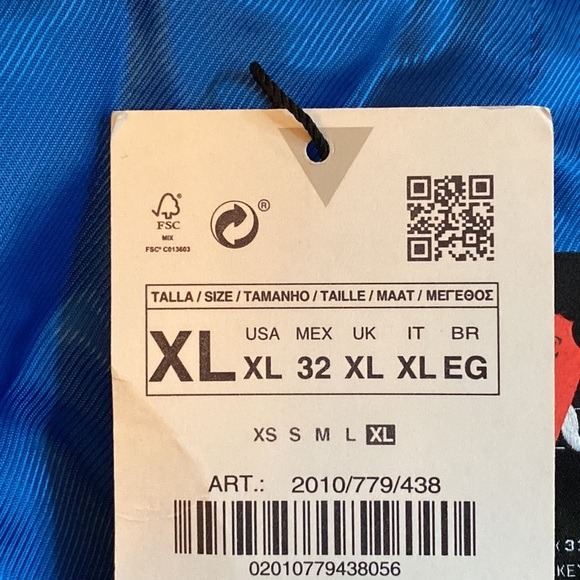 FSC
MIX
FSC® C013603
®
TALLA / SIZE / TAMANHO / TAILLE / MAAT / ΜΕΓΕΘΟΣ
XL
USA MEX UK IT BR
XL 32 XL XL EG
XS S M L XL
ART.: 2010/779/438
02010779438056